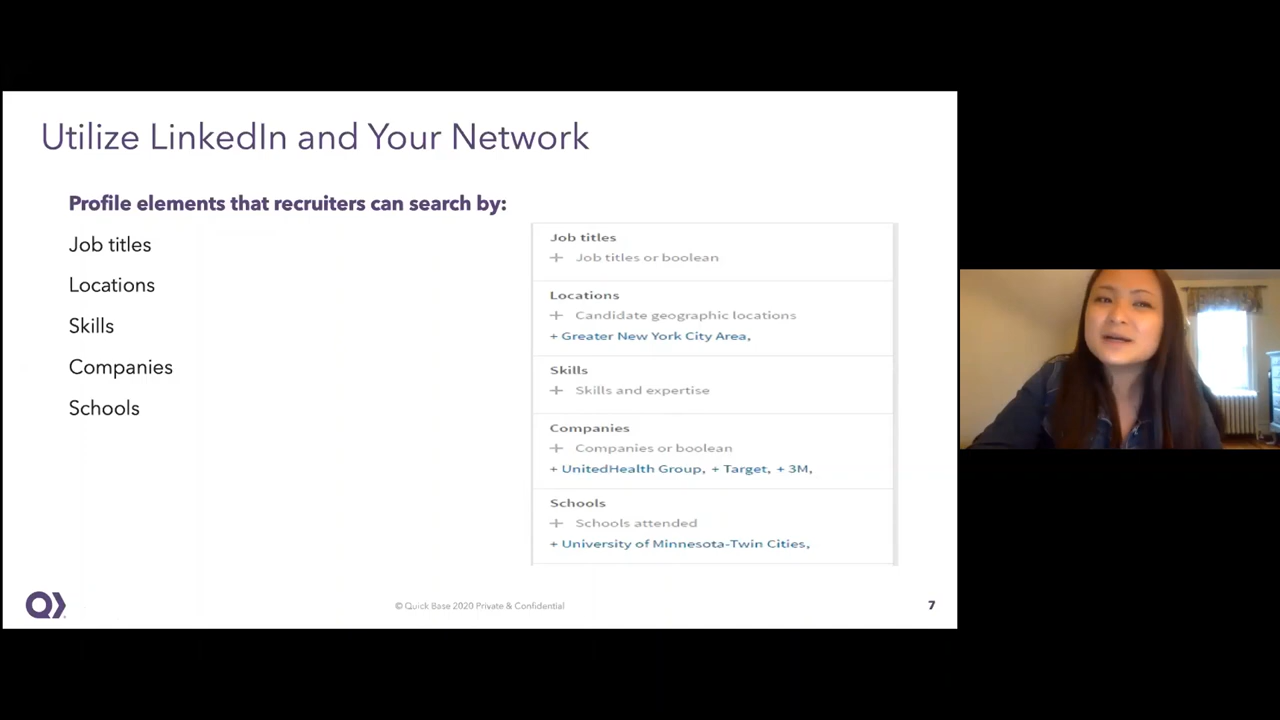 Utilize LinkedIn and Your Network
Profile elements that recruiters can search by:
Job titles
Locations
Skills
Companies
Schools
Job titles
+ Job titles or boolean
Locations
+ Candidate geographic locations
+ Greater New York City Area,
Skills
+ Skills and expertise
Companies
+ Companies or boolean
+ UnitedHealth Group, + Target, + 3M,
Schools
+ Schools attended
+ University of Minnesota-Twin Cities,
© Quick Base 2020 Private & Confidential
7